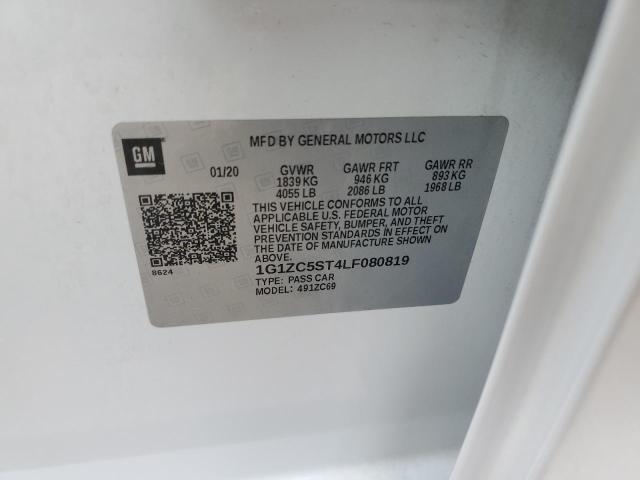 GM
MFD BY GENERAL MOTORS LLC
01/20 GVWR GAWR FRT GAWR RR
1839 KG 946 KG 893 KG
4055 LB 2086 LB 1968 LB
THIS VEHICLE CONFORMS TO ALL
APPLICABLE U.S. FEDERAL MOTOR
VEHICLE SAFETY, BUMPER, AND THEFT
PREVENTION STANDARDS IN EFFECT ON
THE DATE OF MANUFACTURE SHOWN
ABOVE.
8624
1G1ZC5ST4LF080819
TYPE: PASS CAR
MODEL: 491ZC69